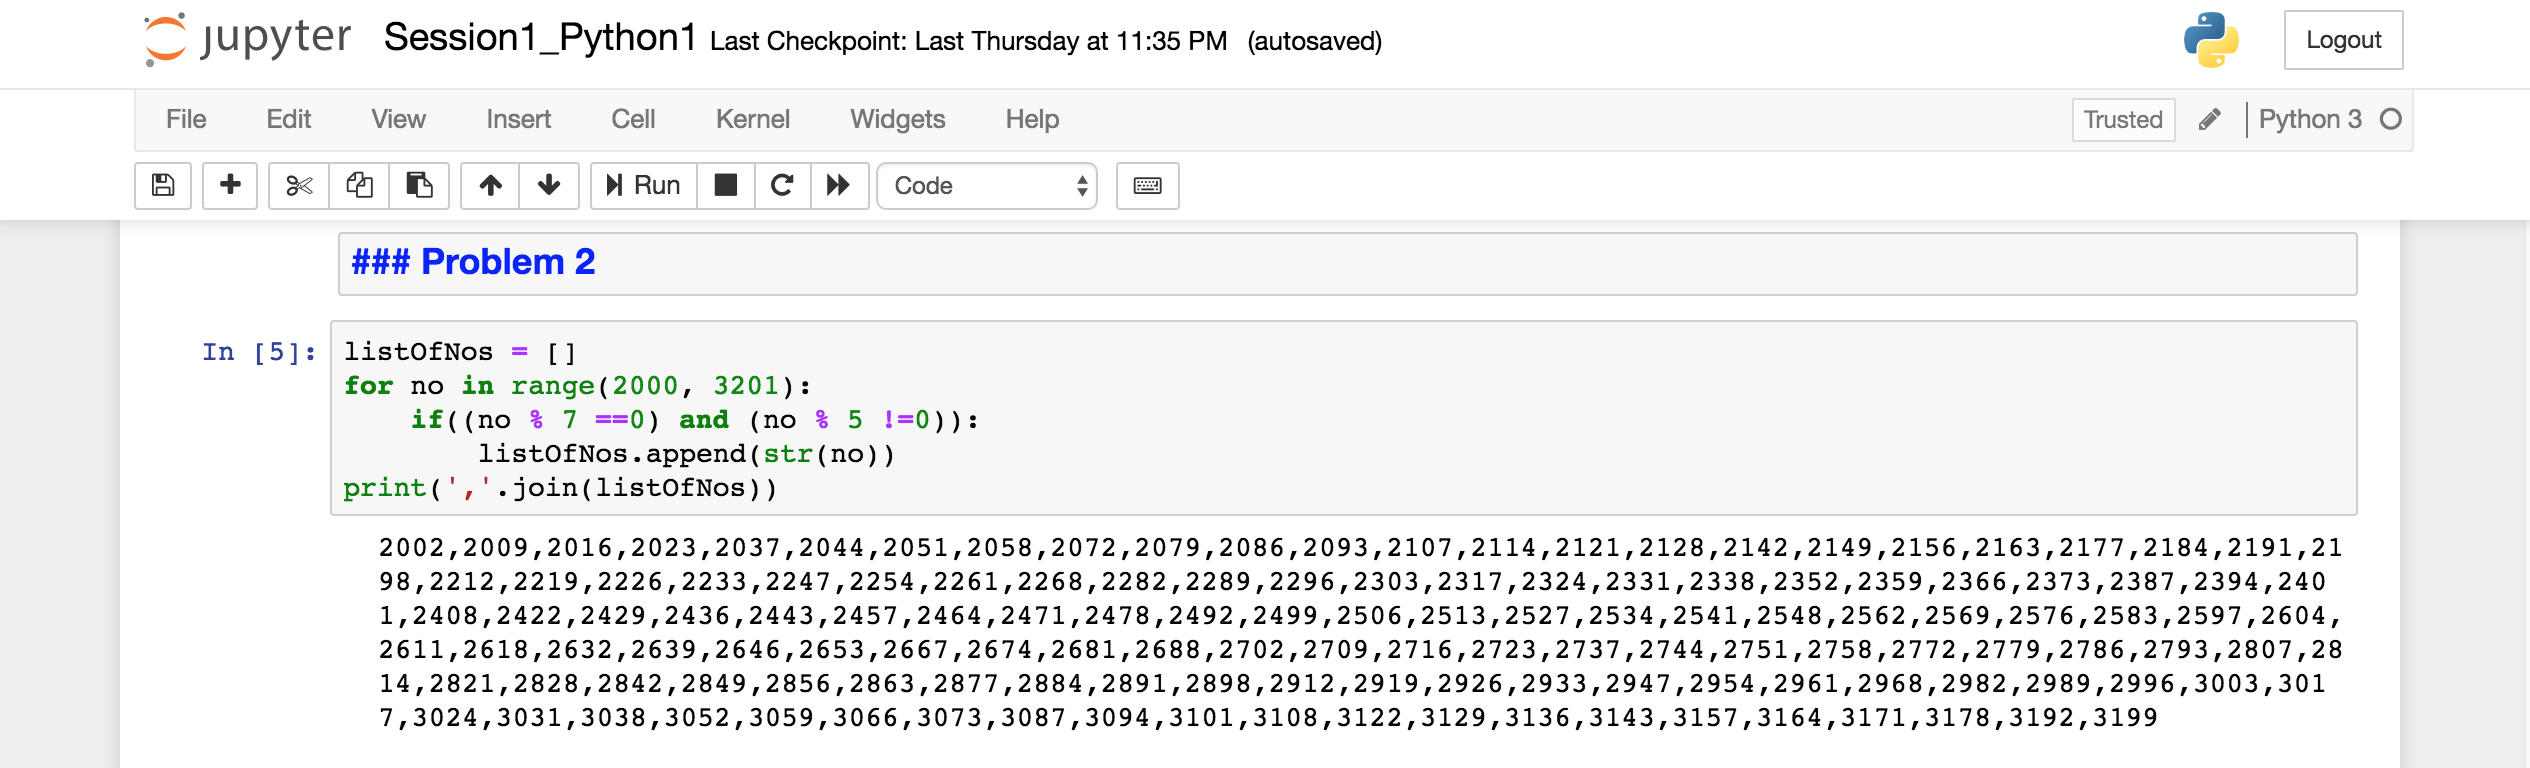 jupyter Session1_Python1 Last Checkpoint: Last Thursday at 11:35 PM (autosaved) Logout
File Edit View Insert Cell Kernel Widgets Help Trusted Python 3
Run Code
### Problem 2
In [5]: listOfNos = []
for no in range(2000, 3201):
    if((no % 7 ==0) and (no % 5 !=0)):
        listOfNos.append(str(no))
print(','.join(listOfNos))
2002,2009,2016,2023,2037,2044,2051,2058,2072,2079,2086,2093,2107,2114,2121,2128,2142,2149,2156,2163,2177,2184,2191,21
98,2212,2219,2226,2233,2247,2254,2261,2268,2282,2289,2296,2303,2317,2324,2331,2338,2352,2359,2366,2373,2387,2394,240
1,2408,2422,2429,2436,2443,2457,2464,2471,2478,2492,2499,2506,2513,2527,2534,2541,2548,2562,2569,2576,2583,2597,2604,
2611,2618,2632,2639,2646,2653,2667,2674,2681,2688,2702,2709,2716,2723,2737,2744,2751,2758,2772,2779,2786,2793,2807,28
14,2821,2828,2842,2849,2856,2863,2877,2884,2891,2898,2912,2919,2926,2933,2947,2954,2961,2968,2982,2989,2996,3003,301
7,3024,3031,3038,3052,3059,3066,3073,3087,3094,3101,3108,3122,3129,3136,3143,3157,3164,3171,3178,3192,3199